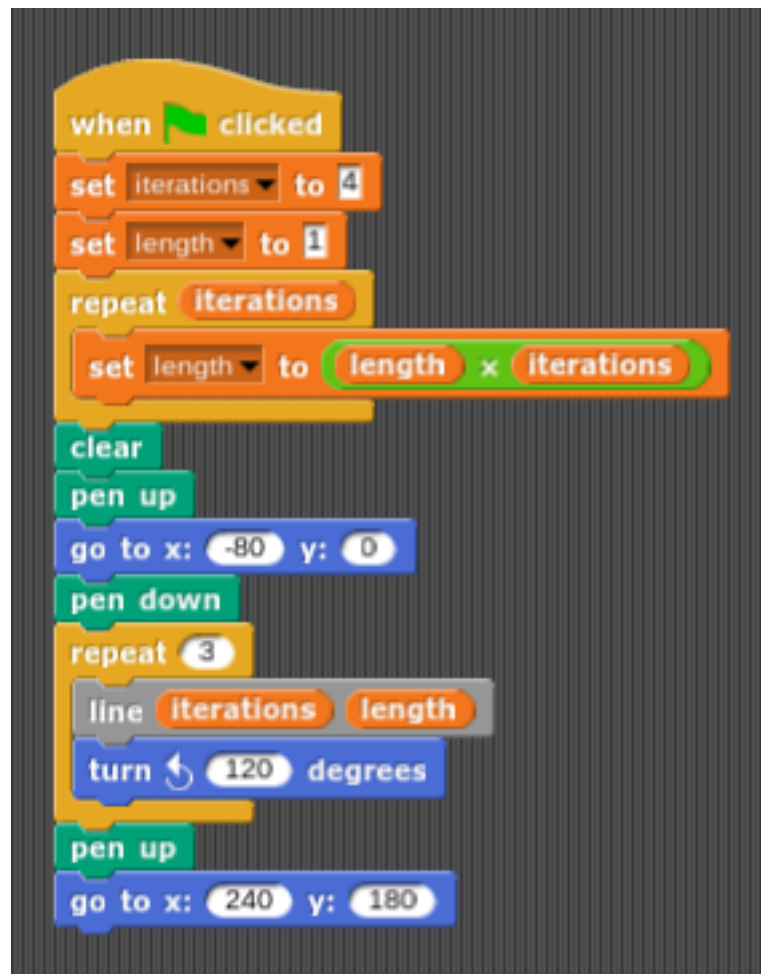 when clicked
set iterations to 4
set length to 1
repeat iterations
set length to length x iterations
clear
pen up
go to x: -80 y: 0
pen down
repeat 3
line iterations length
turn 120 degrees
pen up
go to x: 240 y: 180